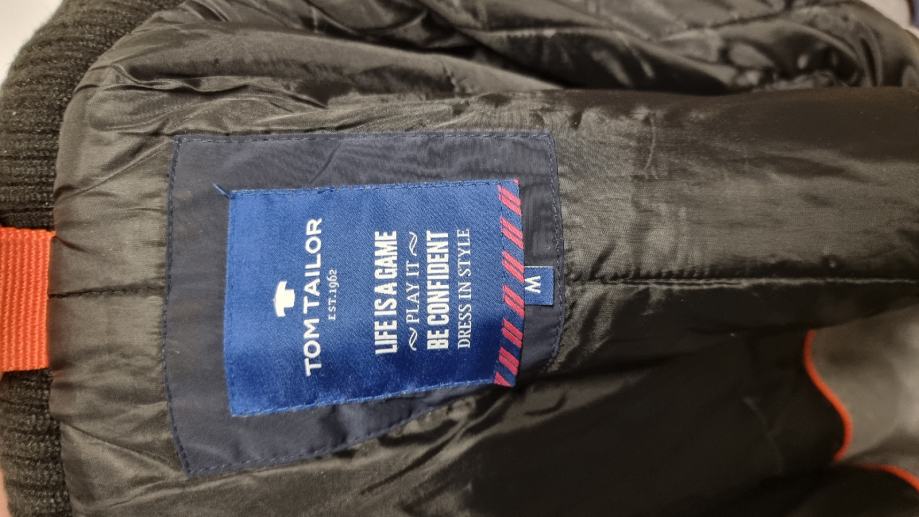 TOM TAILOR
EST.1962
LIFE IS A GAME
~ PLAY IT ~
BE CONFIDENT
DRESS IN STYLE
M